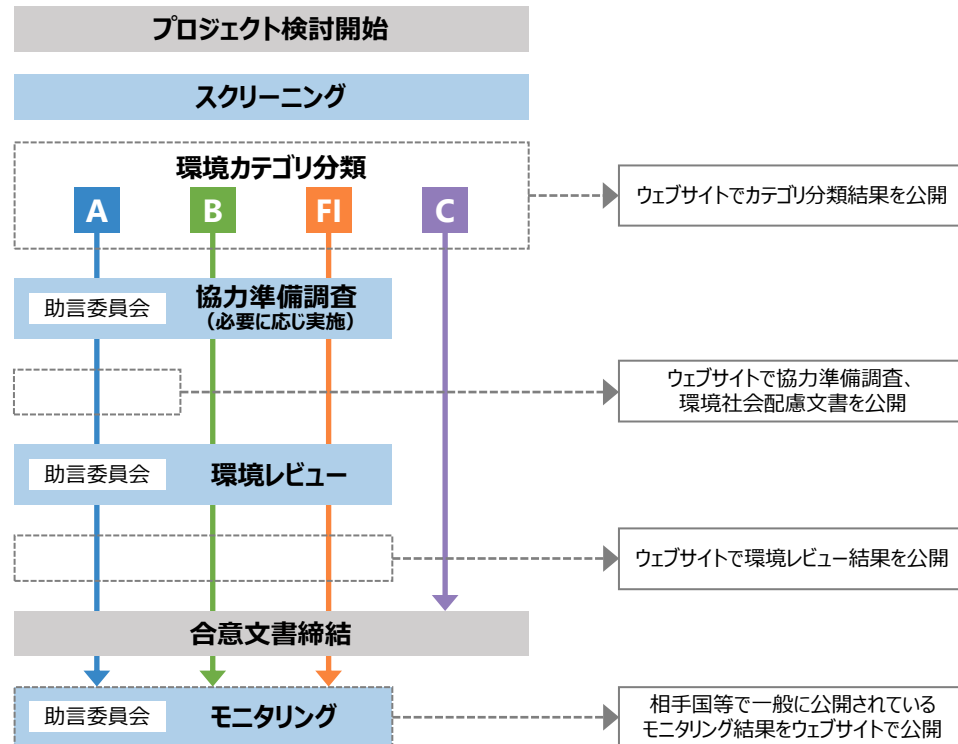 プロジェクト検討開始
スクリーニング
環境カテゴリ分類
A
B
FI
C
ウェブサイトでカテゴリ分類結果を公開
助言委員会
協力準備調査
（必要に応じ実施）
ウェブサイトで協力準備調査、
環境社会配慮文書を公開
助言委員会
環境レビュー
ウェブサイトで環境レビュー結果を公開
合意文書締結
助言委員会
モニタリング
相手国等で一般に公開されている
モニタリング結果をウェブサイトで公開